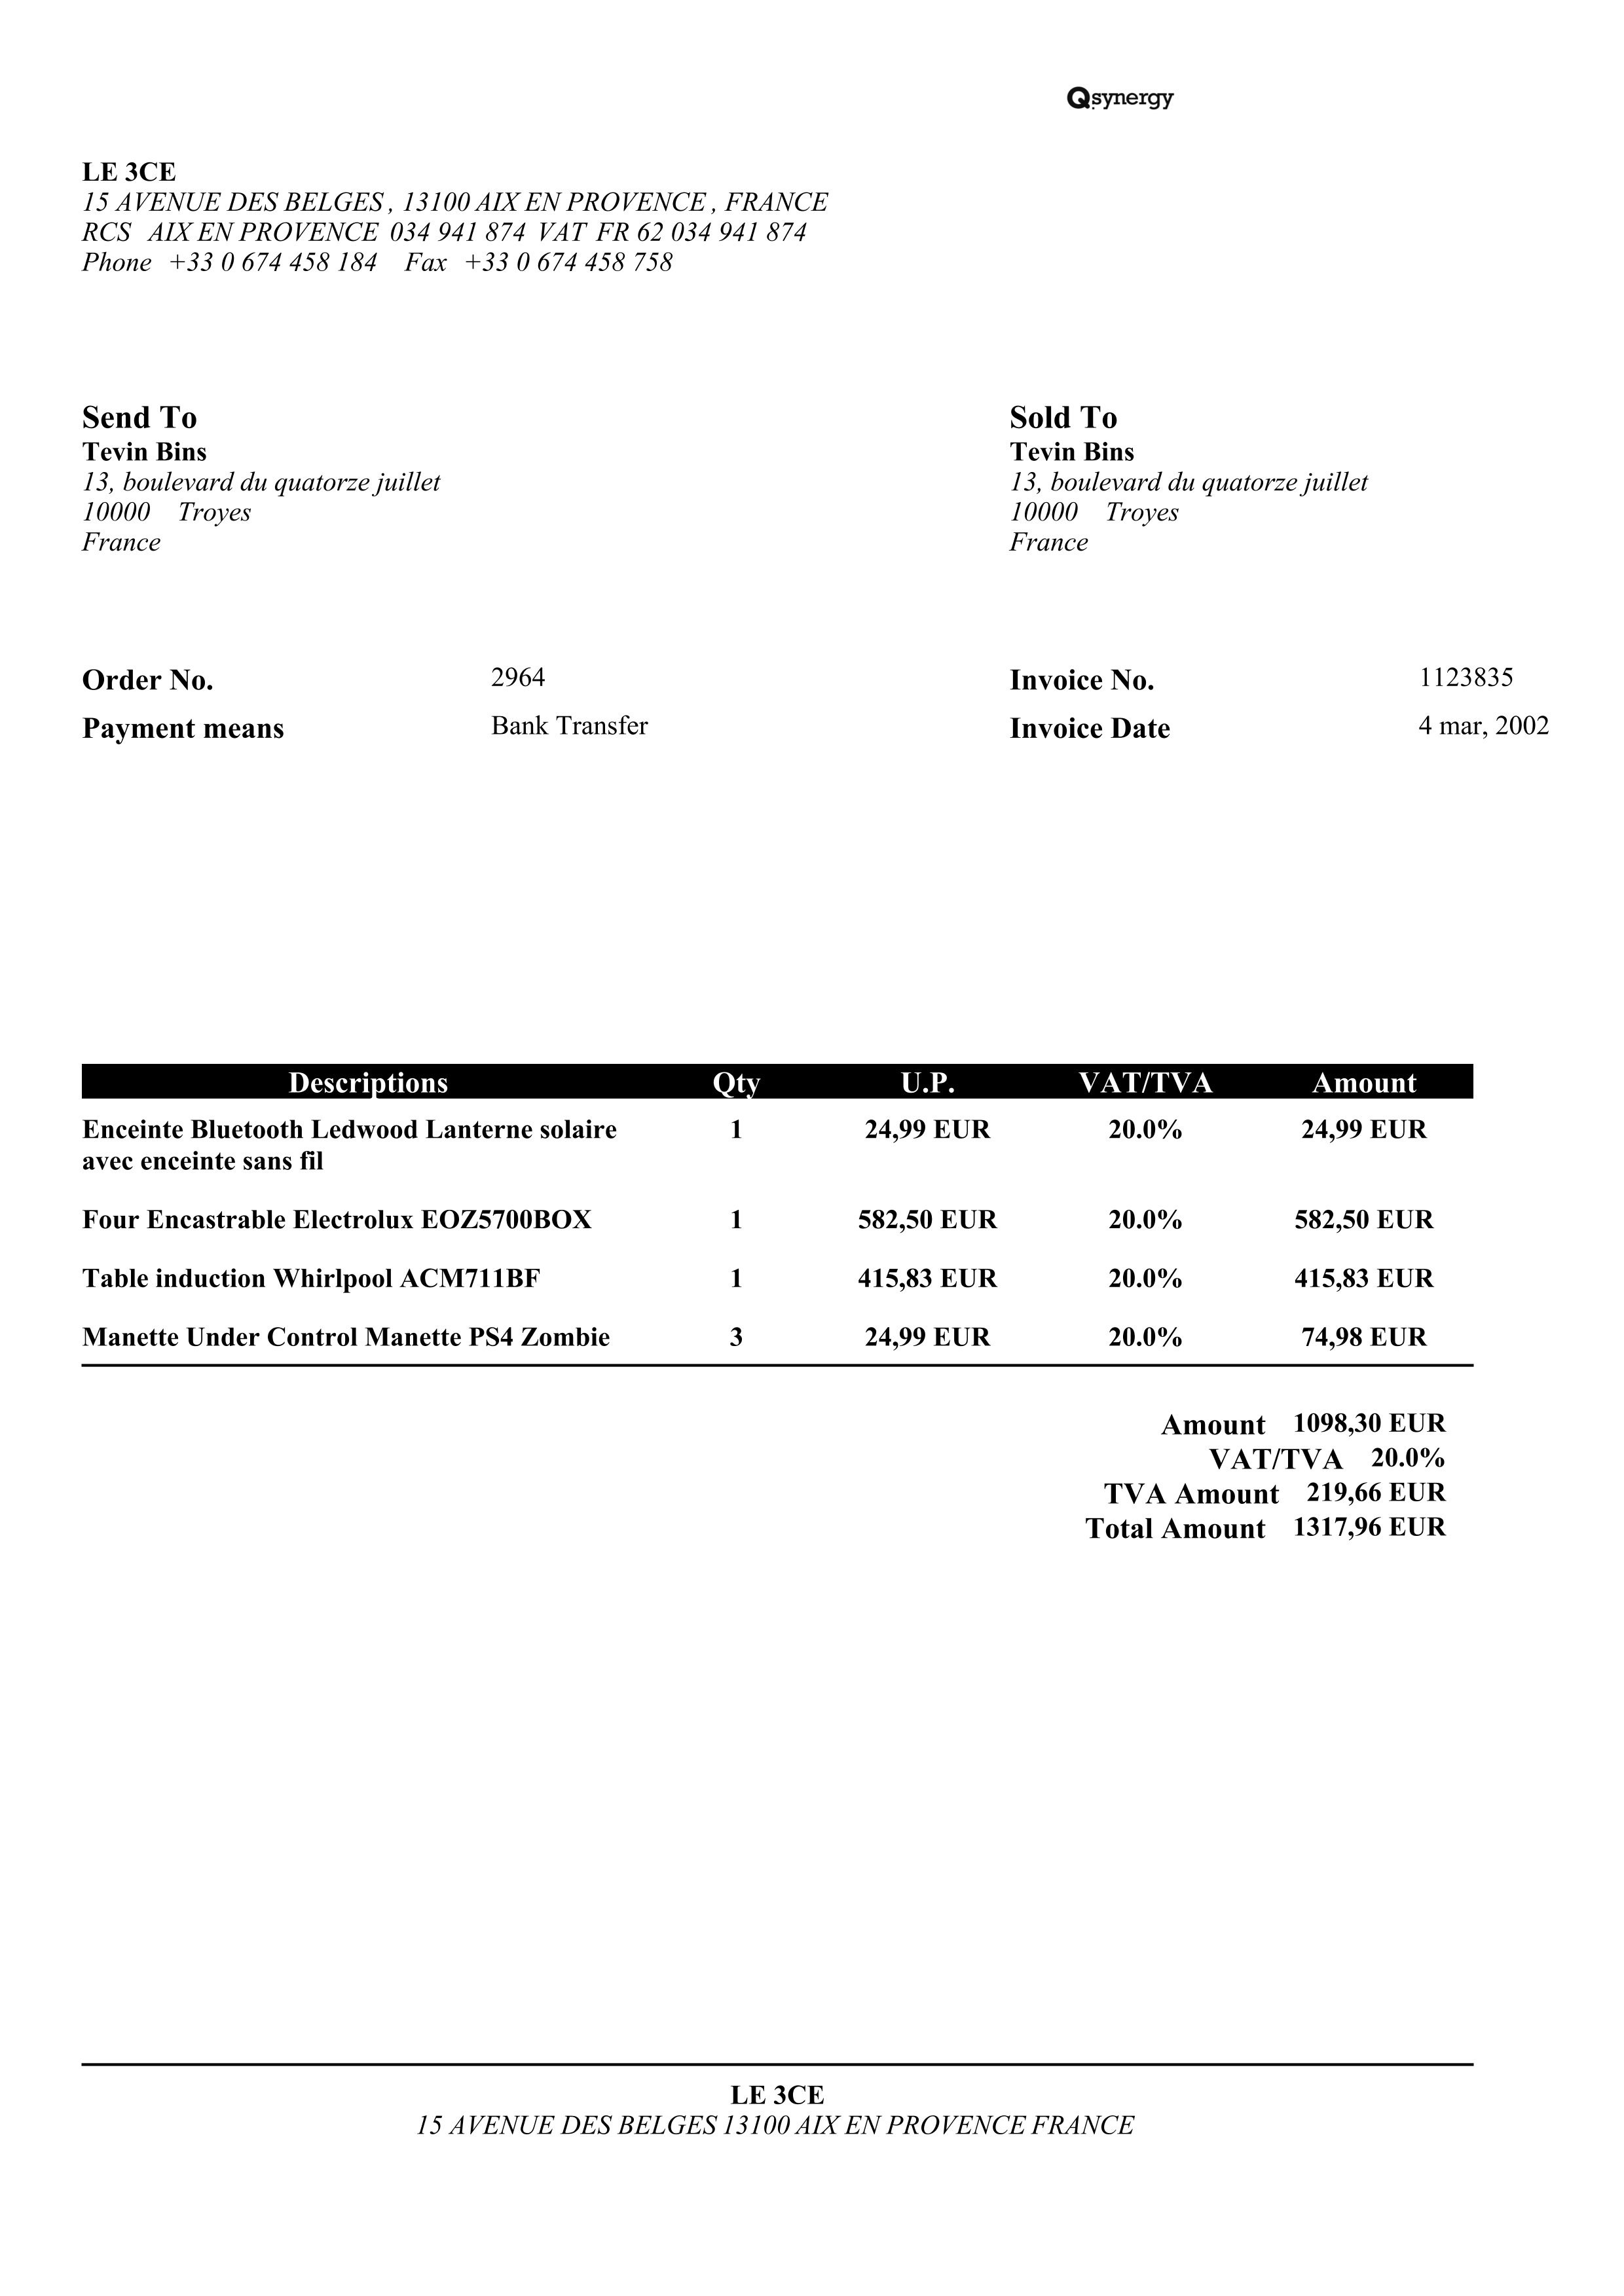 Qsynergy
LE 3CE
15 AVENUE DES BELGES , 13100 AIX EN PROVENCE , FRANCE
RCS AIX EN PROVENCE 034 941 874 VAT FR 62 034 941 874
Phone +33 0 674 458 184 Fax +33 0 674 458 758
Send To
Tevin Bins
13, boulevard du quatorze juillet
10000 Troyes
France
Sold To
Tevin Bins
13, boulevard du quatorze juillet
10000 Troyes
France
Order No. 2964
Payment means Bank Transfer
Invoice No. 1123835
Invoice Date 4 mar, 2002
Descriptions Qty U.P. VAT/TVA Amount
Enceinte Bluetooth Ledwood Lanterne solaire 1 24,99 EUR 20.0% 24,99 EUR
avec enceinte sans fil
Four Encastrable Electrolux EOZ5700BOX 1 582,50 EUR 20.0% 582,50 EUR
Table induction Whirlpool ACM711BF 1 415,83 EUR 20.0% 415,83 EUR
Manette Under Control Manette PS4 Zombie 3 24,99 EUR 20.0% 74,98 EUR
Amount 1098,30 EUR
VAT/TVA 20.0%
TVA Amount 219,66 EUR
Total Amount 1317,96 EUR
LE 3CE
15 AVENUE DES BELGES 13100 AIX EN PROVENCE FRANCE